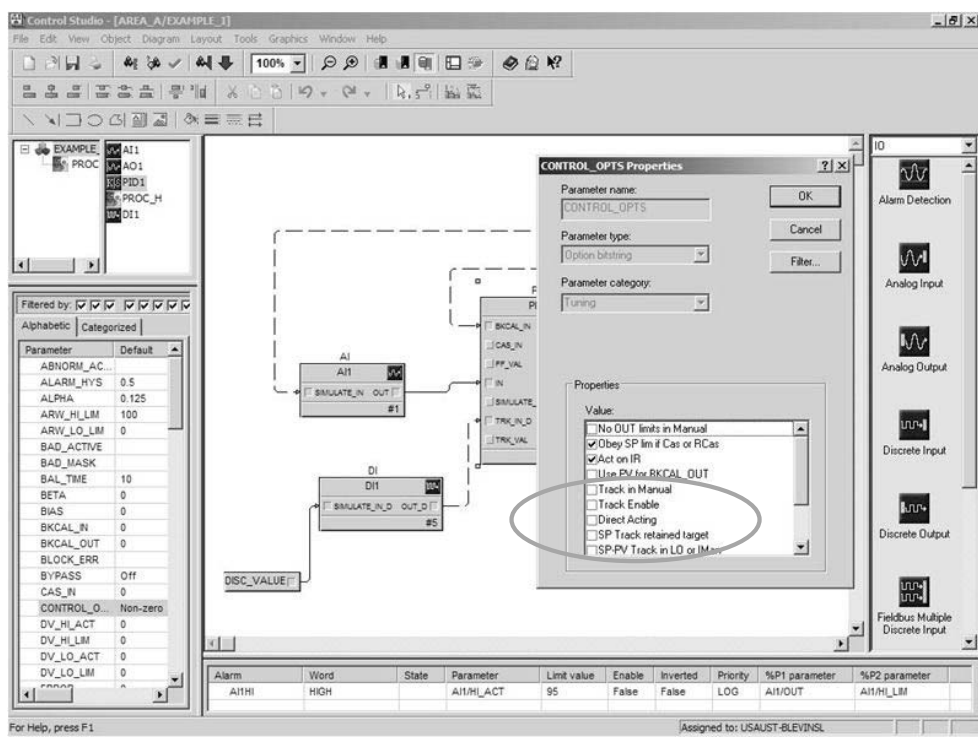 Control Studio - [AREA_A/EXAMPLE_1]
File Edit View Object Diagram Layout Tools Graphics Window Help
100%
EXAMPLE_
PROC
AI1
AO1
PID1
PROC_H
DI1
Filtered by:
Alphabetic Categorized
Parameter Default
ABNORM_AC...
ALARM_HYS 0.5
ALPHA 0.125
ARW_HI_LIM 100
ARW_LO_LIM 0
BAD_ACTIVE
BAD_MASK
BAL_TIME 10
BETA 0
BIAS 0
BKCAL_IN 0
BKCAL_OUT 0
BLOCK_ERR
BYPASS Off
CAS_IN 0
CONTROL_O... Non-zero
DV_HI_ACT 0
DV_HI_LIM 0
DV_LO_ACT 0
DV_LO_LIM 0
ERROR 0
AI
AI1
SIMULATE_IN OUT
#1
DI
DI1
SIMULATE_IN_D OUT_D
#5
DISC_VALUE
BKCAL_IN
CAS_IN
FF_VAL
IN
SIMULATE_
TRK_IN_D
TRK_VAL
CONTROL_OPTS Properties
Parameter name:
CONTROL_OPTS
Parameter type:
Option bitstring
Parameter category:
Tuning
OK
Cancel
Filter...
Properties
Value:
No OUT limits in Manual
Obey SP lim if Cas or RCas
Act on IR
Use PV for BKCAL_OUT
Track in Manual
Track Enable
Direct Acting
SP Track retained target
SP-PV Track in LO or IMan
IO
Alarm Detection
Analog Input
Analog Output
Discrete Input
Discrete Output
Fieldbus Multiple
Discrete Input
Alarm Word State Parameter Limit value Enable Inverted Priority %P1 parameter %P2 parameter
AI1HI HIGH AI1/HI_ACT 95 False False LOG AI1/OUT AI1/HI_LIM
For Help, press F1
Assigned to: USAUST-BLEVINSL